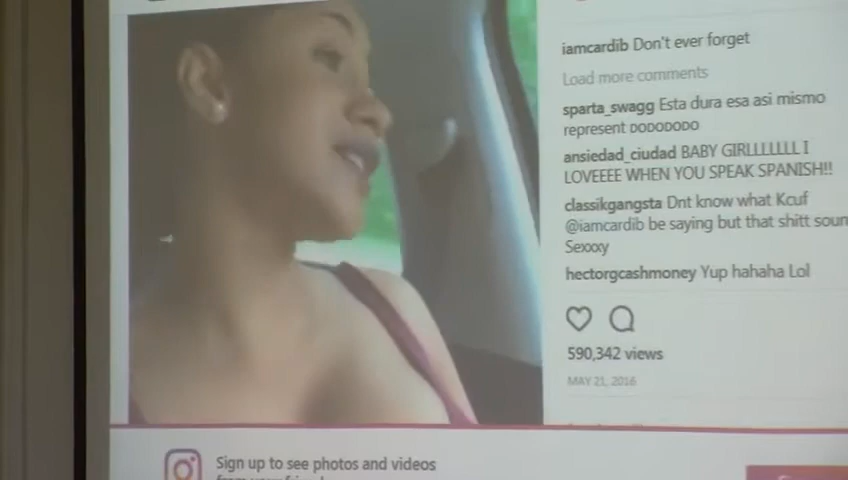 iamcardib Don't ever forget
Load more comments
sparta_swagg Esta dura esa asi mismo
represent DODODODO
ansiedad_ciudad BABY GIRLLLLLLL I
LOVEEEE WHEN YOU SPEAK SPANISH!!
classikgangsta Dnt know what Kcuf
@iamcardib be saying but that shitt soun
Sexxxy
hectorgcashmoney Yup hahaha Lol
590,342 views
MAY 21, 2016
Sign up to see photos and videos